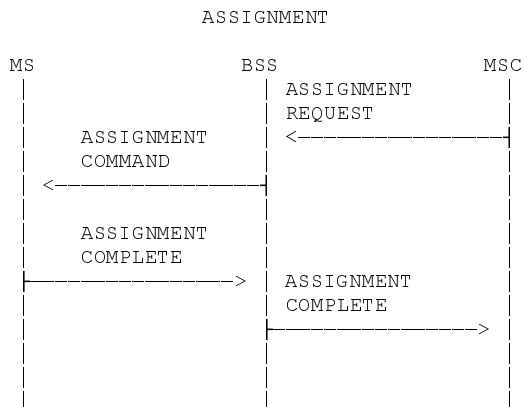 ASSIGNMENT
MS BSS MSC
ASSIGNMENT
REQUEST
ASSIGNMENT
COMMAND
ASSIGNMENT
COMPLETE
ASSIGNMENT
COMPLETE